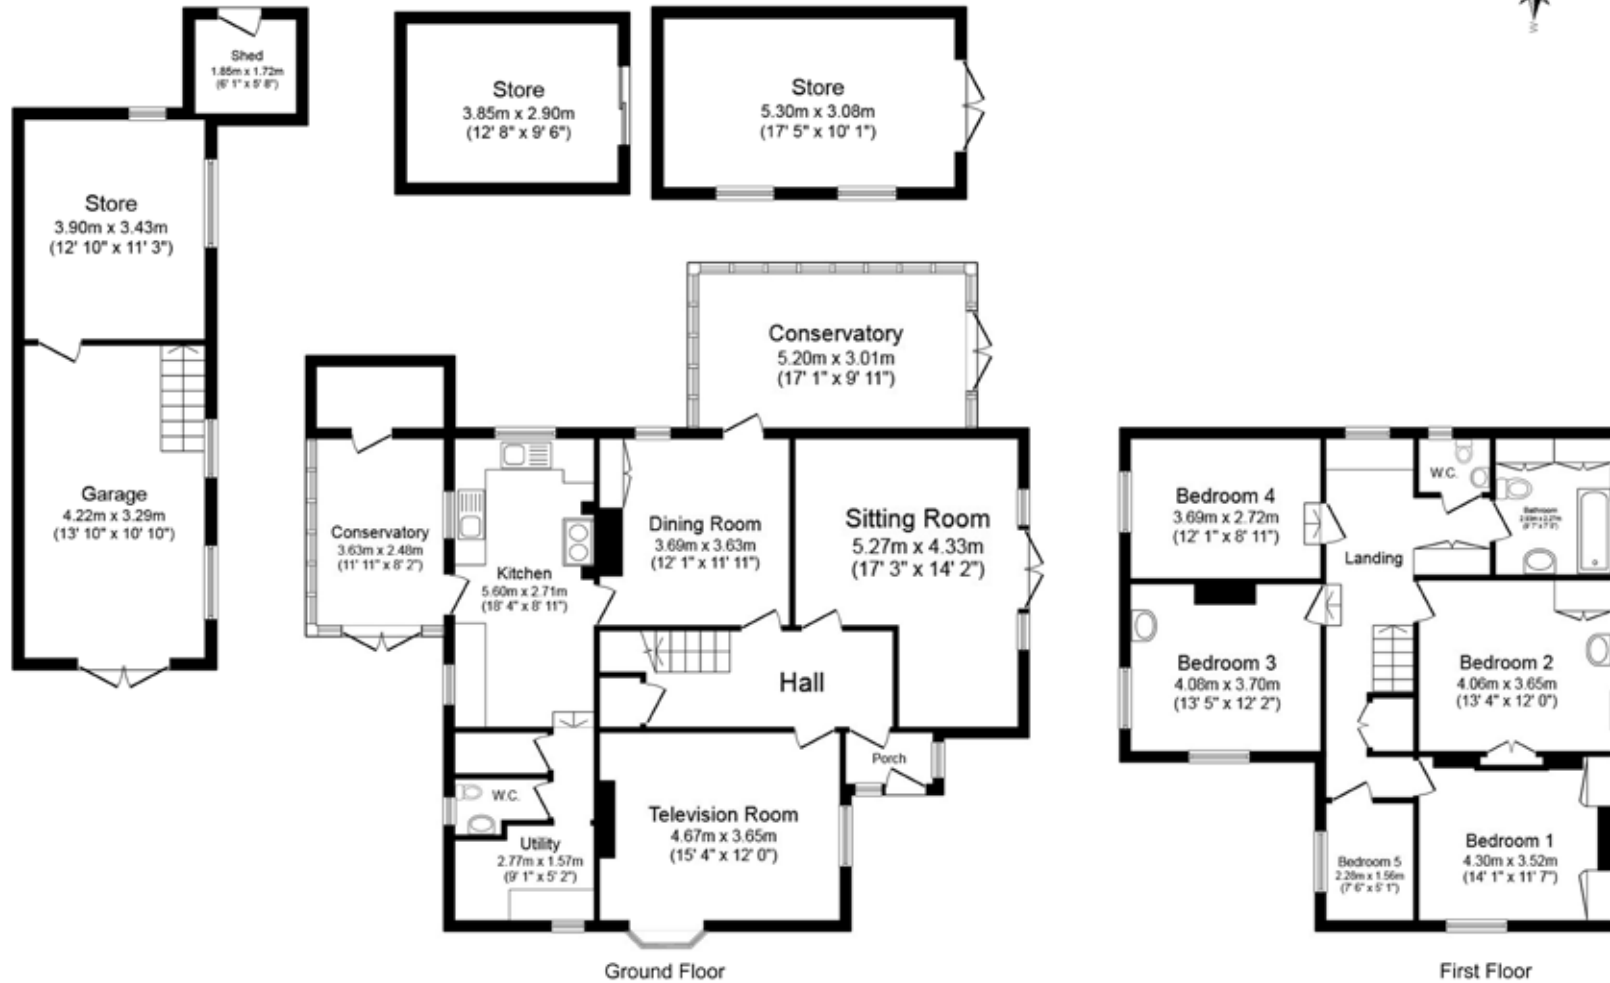 W
Shed
1.85m x 1.72m
(6' 1" x 5' 8")
Store
3.85m x 2.90m
(12' 8" x 9' 6")
Store
5.30m x 3.08m
(17' 5" x 10' 1")
Store
3.90m x 3.43m
(12' 10" x 11' 3")
Garage
4.22m x 3.29m
(13' 10" x 10' 10")
Conservatory
5.20m x 3.01m
(17' 1" x 9' 11")
Conservatory
3.63m x 2.48m
(11' 11" x 8' 2")
Kitchen
5.60m x 2.71m
(18' 4" x 8' 11")
Dining Room
3.69m x 3.63m
(12' 1" x 11' 11")
Sitting Room
5.27m x 4.33m
(17' 3" x 14' 2")
Hall
Porch
W.C.
Utility
2.77m x 1.57m
(9' 1" x 5' 2")
Television Room
4.67m x 3.65m
(15' 4" x 12' 0")
Ground Floor
Bedroom 4
3.69m x 2.72m
(12' 1" x 8' 11")
W.C.
Bathroom
Landing
Bedroom 3
4.08m x 3.70m
(13' 5" x 12' 2")
Bedroom 2
4.06m x 3.65m
(13' 4" x 12' 0")
Bedroom 5
2.28m x 1.56m
(7' 6" x 5' 1")
Bedroom 1
4.30m x 3.52m
(14' 1" x 11' 7")
First Floor